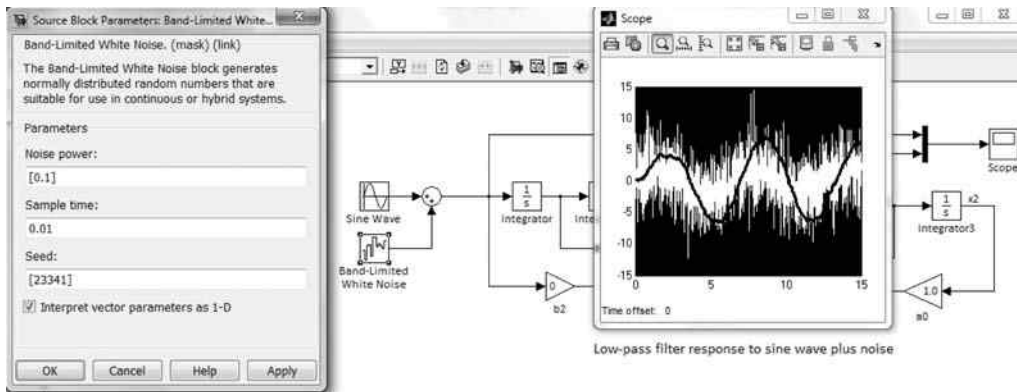 Source Block Parameters: Band-Limited White...
Band-Limited White Noise. (mask) (link)
The Band-Limited White Noise block generates
normally distributed random numbers that are
suitable for use in continuous or hybrid systems.
Parameters
Noise power:
[0.1]
Sample time:
0.01
Seed:
[23341]
Interpret vector parameters as 1-D
OK Cancel Help Apply
Sine Wave
Band-Limited
White Noise
1
s
Integrator
Inte
0
b2
Scope
15
10
5
0
-5
-10
-15
0 5 10 15
Time offset: 0
Scope
1
s
x2
Integrator3
1.0
a0
Low-pass filter response to sine wave plus noise